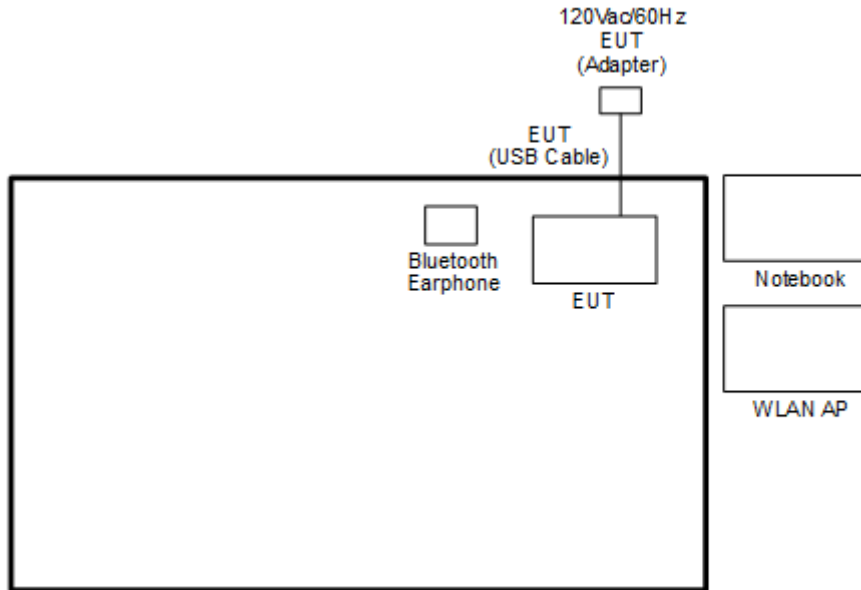 120Vac/60Hz
EUT
(Adapter)
EUT
(USB Cable)
Bluetooth
Earphone
EUT
Notebook
WLAN AP